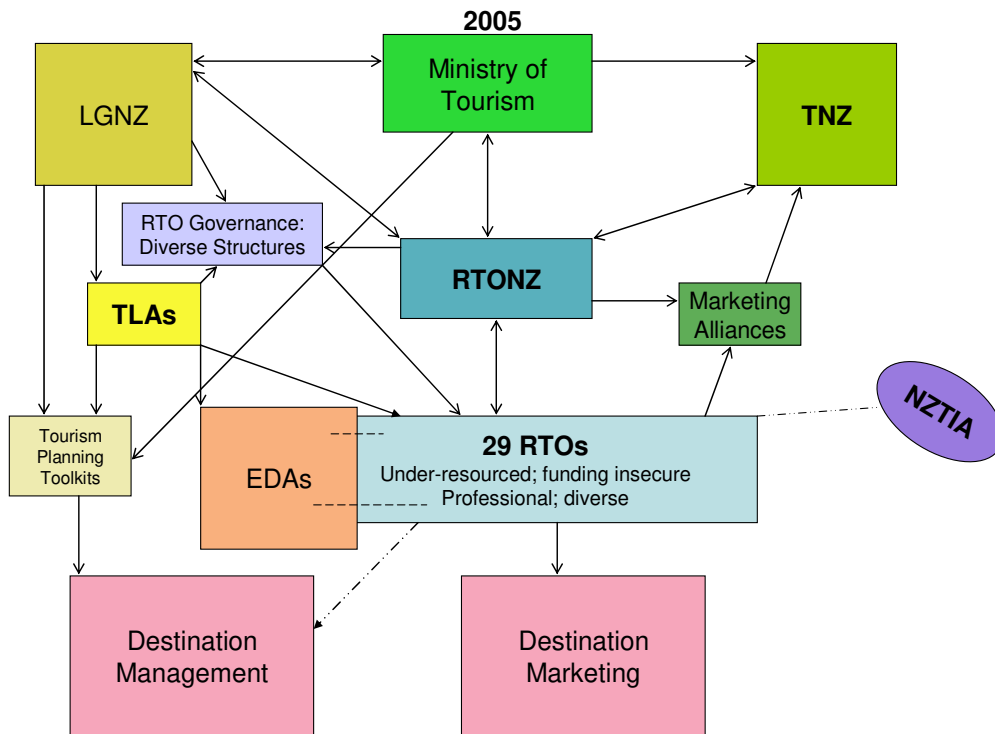 2005
Ministry of
Tourism
LGNZ
TNZ
RTO Governance:
Diverse Structures
RTONZ
TLAs
Marketing
Alliances
NZTIA
Tourism
Planning
Toolkits
EDAs
29 RTOs
Under-resourced; funding insecure
Professional; diverse
Destination
Management
Destination
Marketing